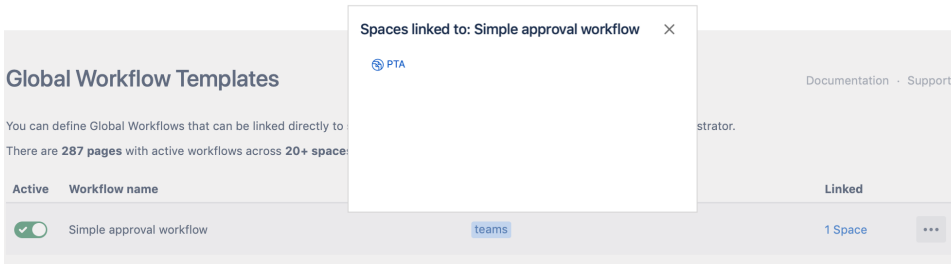 Spaces linked to: Simple approval workflow
PTA
Global Workflow Templates
Documentation · Support
You can define Global Workflows that can be linked directly to strator.
There are 287 pages with active workflows across 20+ space
Active Workflow name Linked
Simple approval workflow teams 1 Space